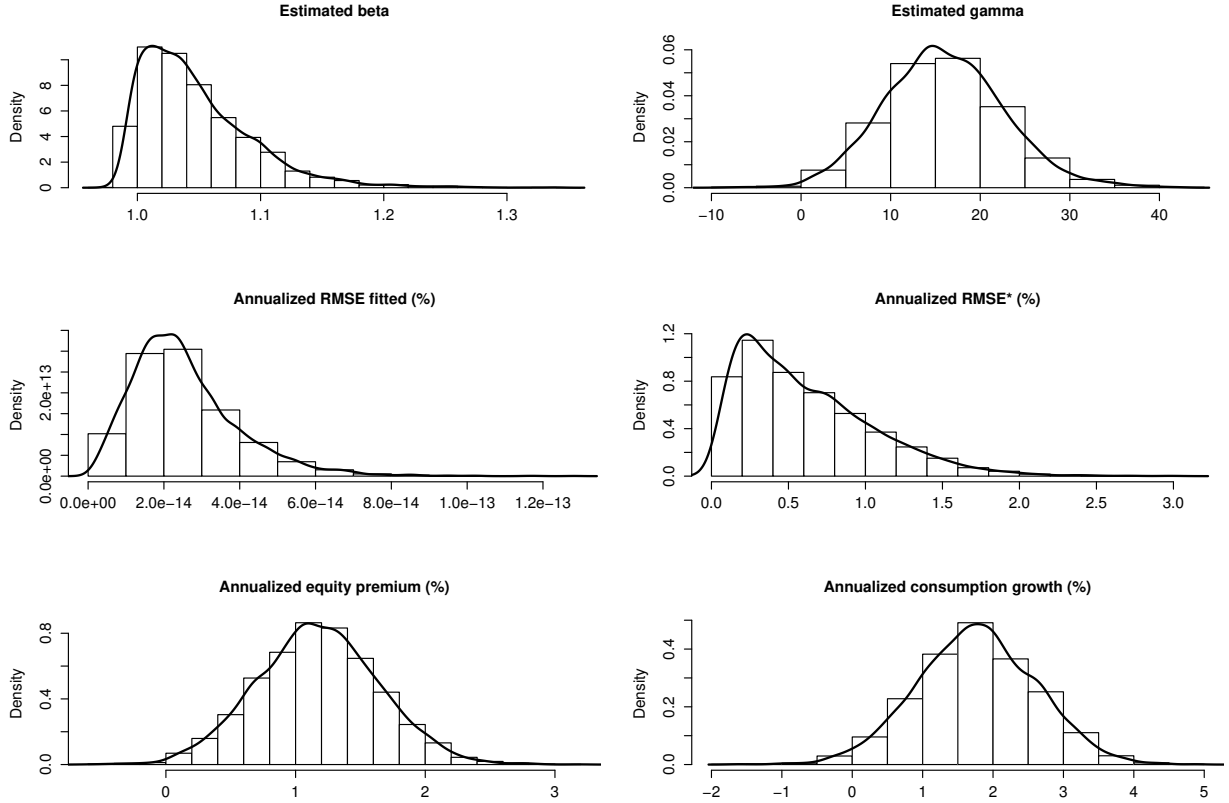 Estimated beta
Density
0 2 4 6 8
1.0 1.1 1.2 1.3
Estimated gamma
Density
0.00 0.02 0.04 0.06
−10 0 10 20 30 40
Annualized RMSE fitted (%)
Density
0.0e+00 2.0e+13
0.0e+00 2.0e−14 4.0e−14 6.0e−14 8.0e−14 1.0e−13 1.2e−13
Annualized RMSE* (%)
Density
0.0 0.4 0.8 1.2
0.0 0.5 1.0 1.5 2.0 2.5 3.0
Annualized equity premium (%)
Density
0.0 0.4 0.8
0 1 2 3
Annualized consumption growth (%)
Density
0.0 0.2 0.4
−2 −1 0 1 2 3 4 5